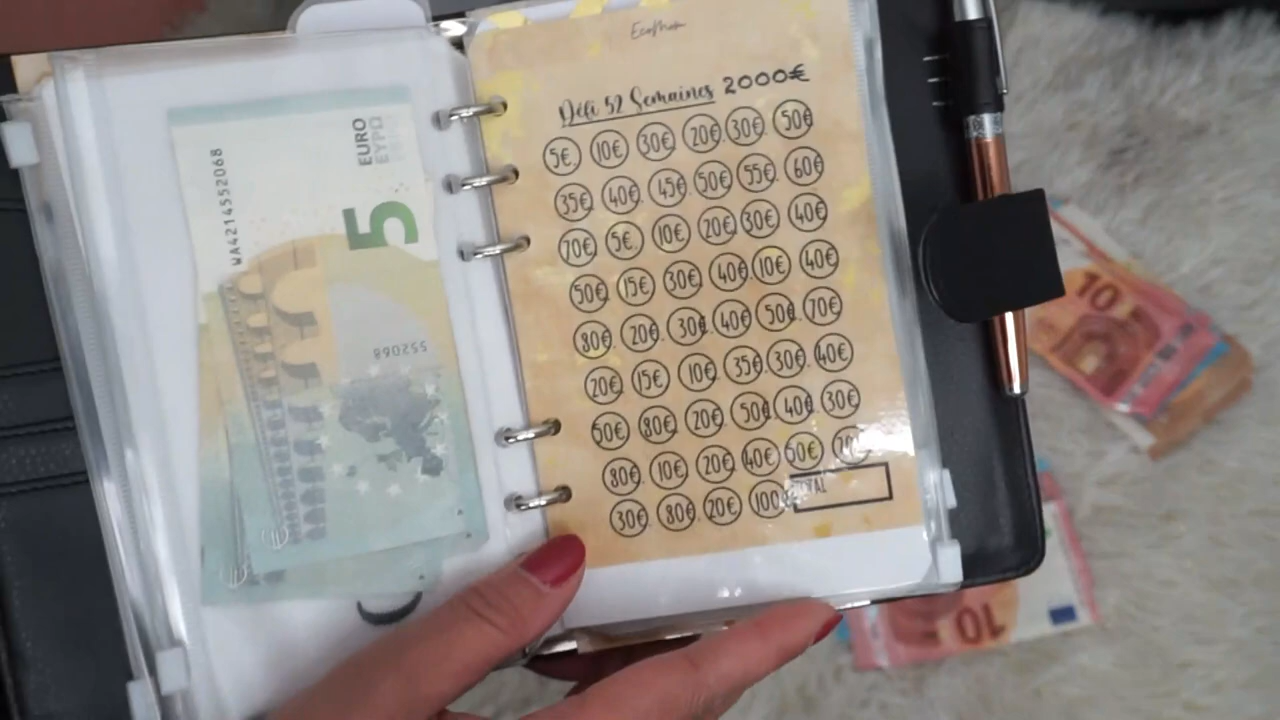 EcoMum
Défi 52 Semaines 2000€
5€ 10€ 30€ 20€ 30€ 50€
35€ 40€ 45€ 50€ 55€ 60€
70€ 5€ 10€ 20€ 30€ 40€
50€ 15€ 30€ 40€ 10€ 40€
80€ 20€ 30€ 40€ 50€ 70€
20€ 15€ 10€ 35€ 30€ 40€
50€ 80€ 20€ 50€ 40€ 30€
80€ 10€ 20€ 40€ 50€
30€ 80€ 20€ 100€ TOTAL
WA4214552068
EURO
ΕΥΡΩ
5
552068
10
10